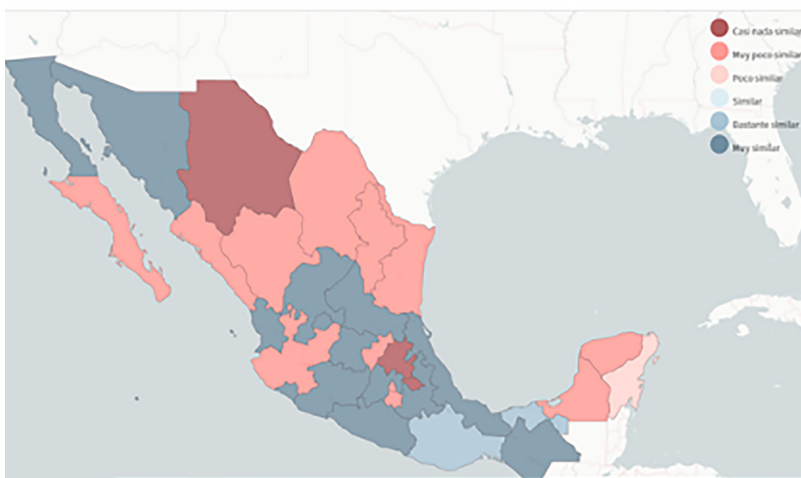 Casi nada similar
Muy poco similar
Poco similar
Similar
Bastante similar
Muy similar